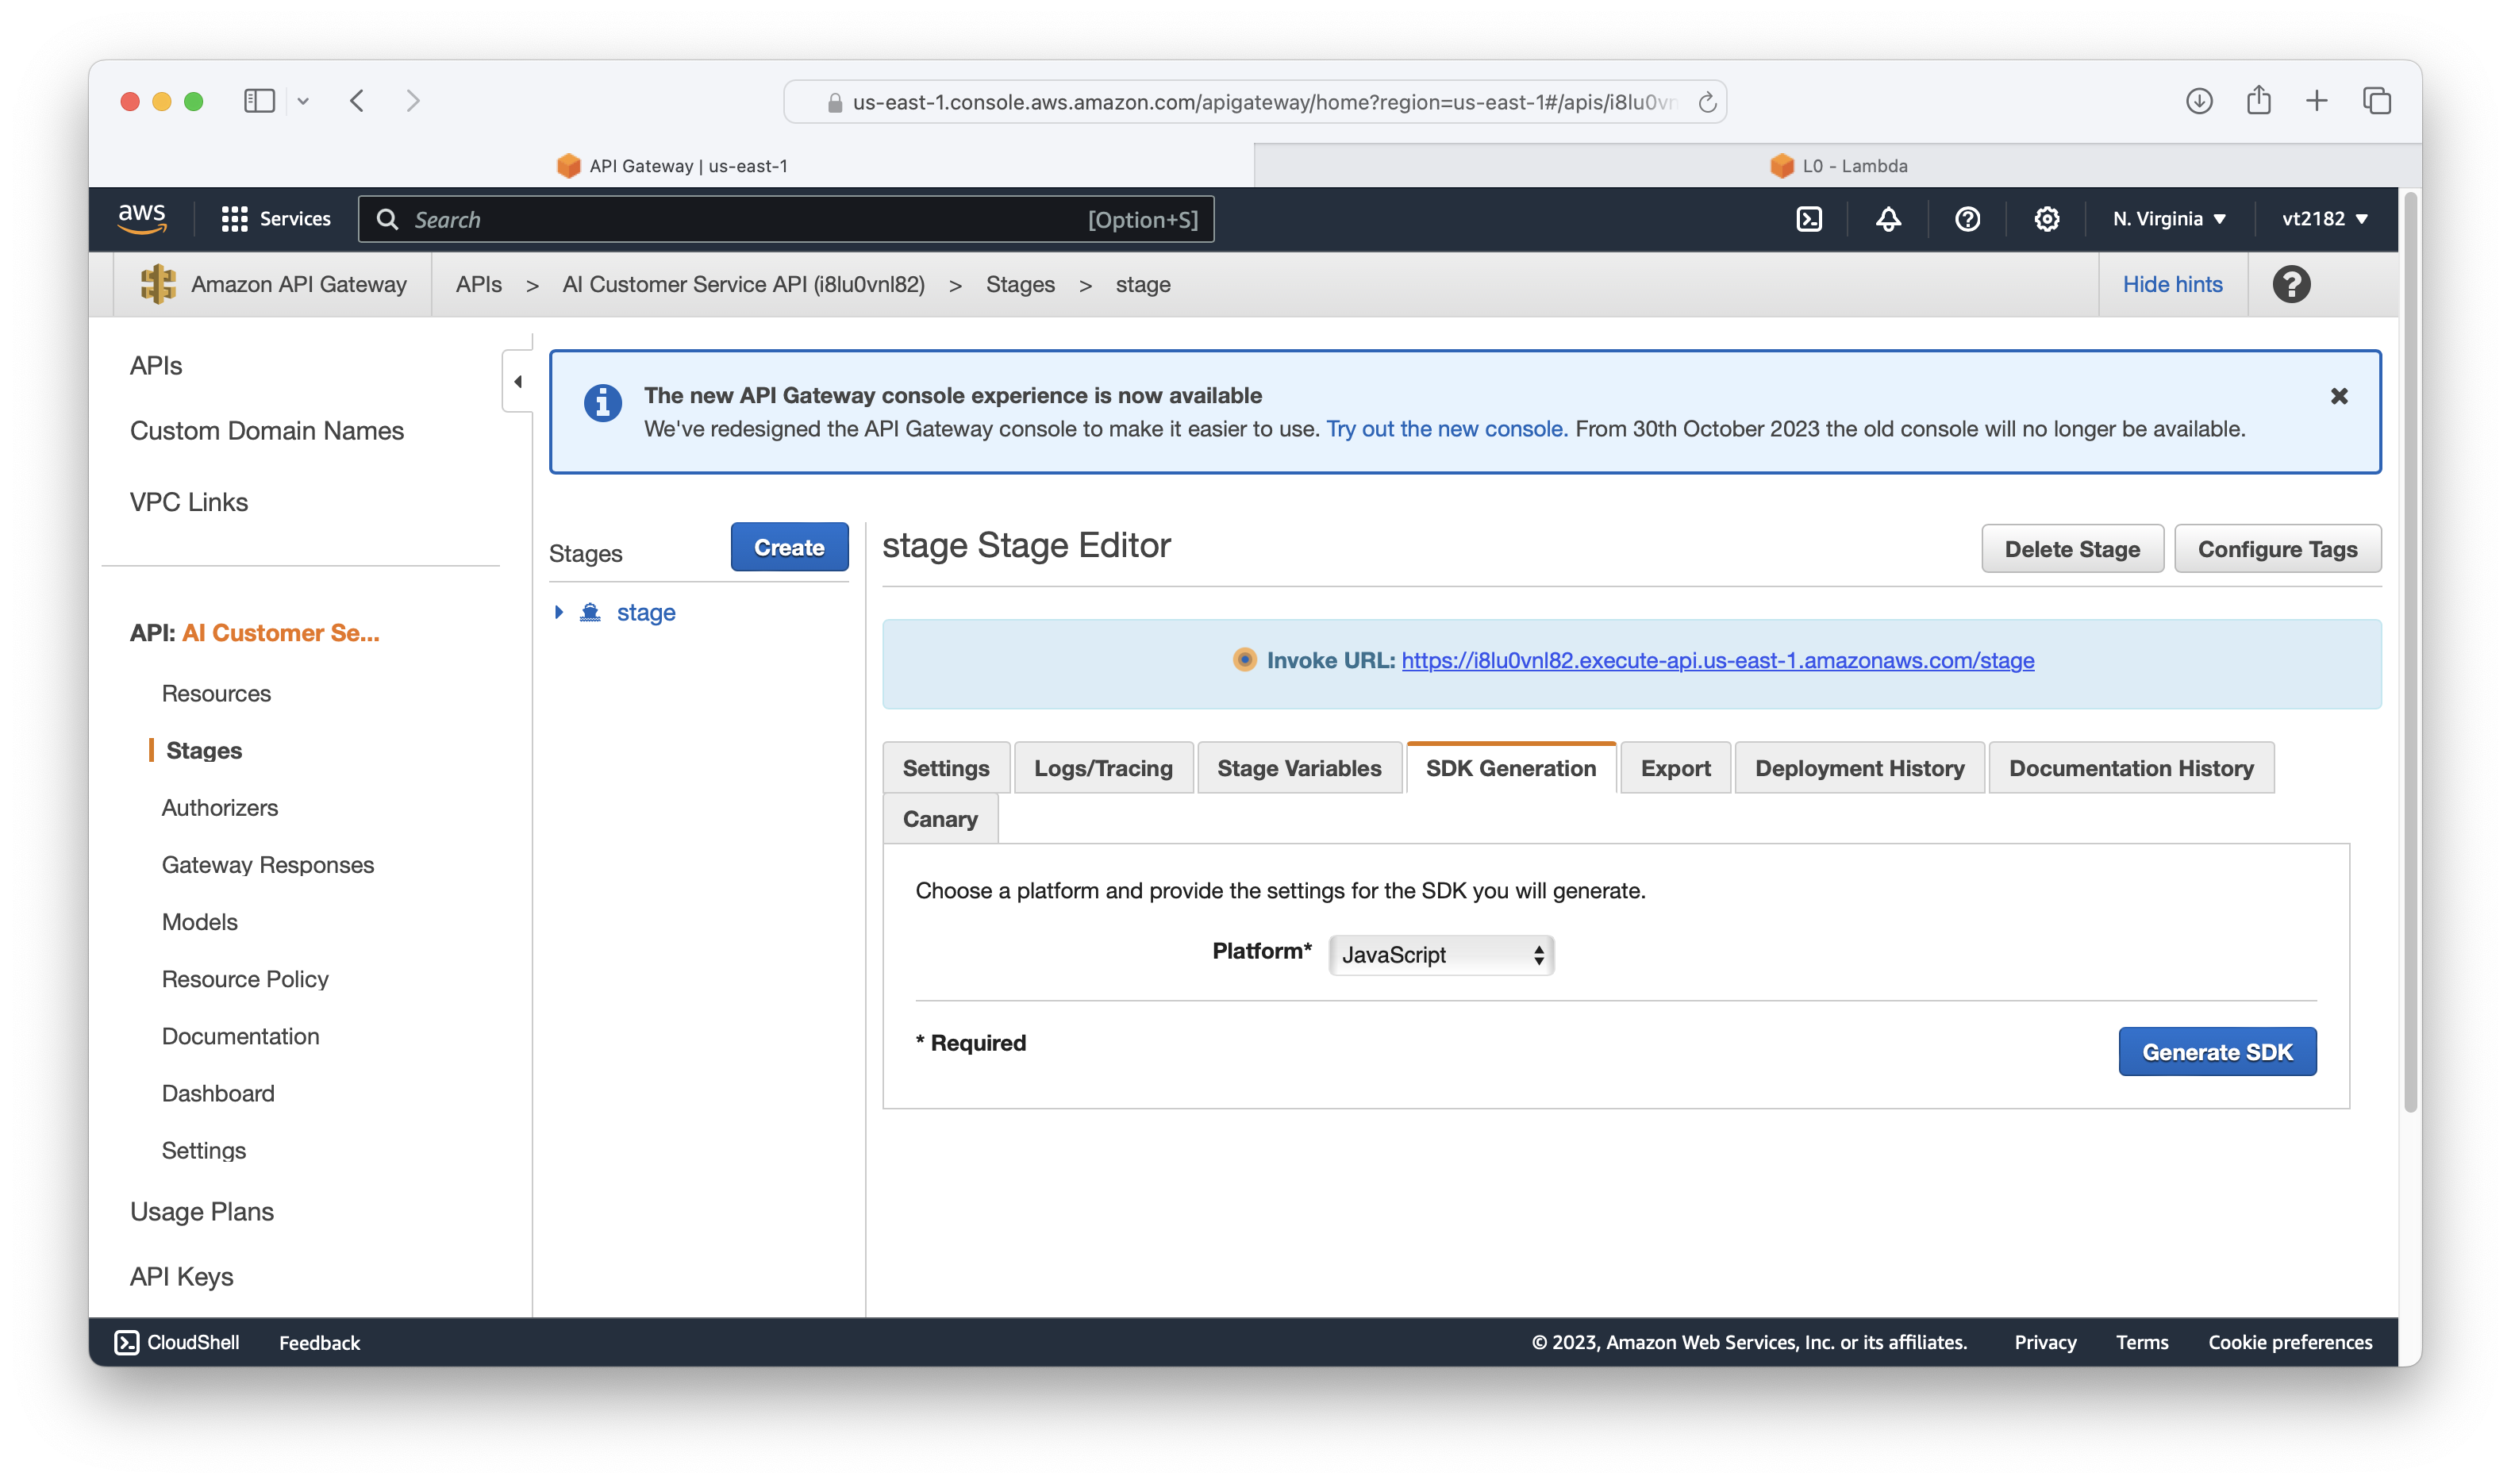 us-east-1.console.aws.amazon.com/apigateway/home?region=us-east-1#/apis/i8lu0vn
API Gateway | us-east-1
L0 - Lambda
aws
Services
Search
[Option+S]
N. Virginia
vt2182
Amazon API Gateway
APIs > AI Customer Service API (i8lu0vnl82) > Stages > stage
Hide hints
APIs
Custom Domain Names
VPC Links
API: AI Customer Se...
Resources
Stages
Authorizers
Gateway Responses
Models
Resource Policy
Documentation
Dashboard
Settings
Usage Plans
API Keys
The new API Gateway console experience is now available
We've redesigned the API Gateway console to make it easier to use. Try out the new console. From 30th October 2023 the old console will no longer be available.
Stages
Create
stage
stage Stage Editor
Delete Stage
Configure Tags
Invoke URL: https://i8lu0vnl82.execute-api.us-east-1.amazonaws.com/stage
Settings
Logs/Tracing
Stage Variables
SDK Generation
Export
Deployment History
Documentation History
Canary
Choose a platform and provide the settings for the SDK you will generate.
Platform* JavaScript
* Required
Generate SDK
CloudShell
Feedback
© 2023, Amazon Web Services, Inc. or its affiliates.
Privacy
Terms
Cookie preferences